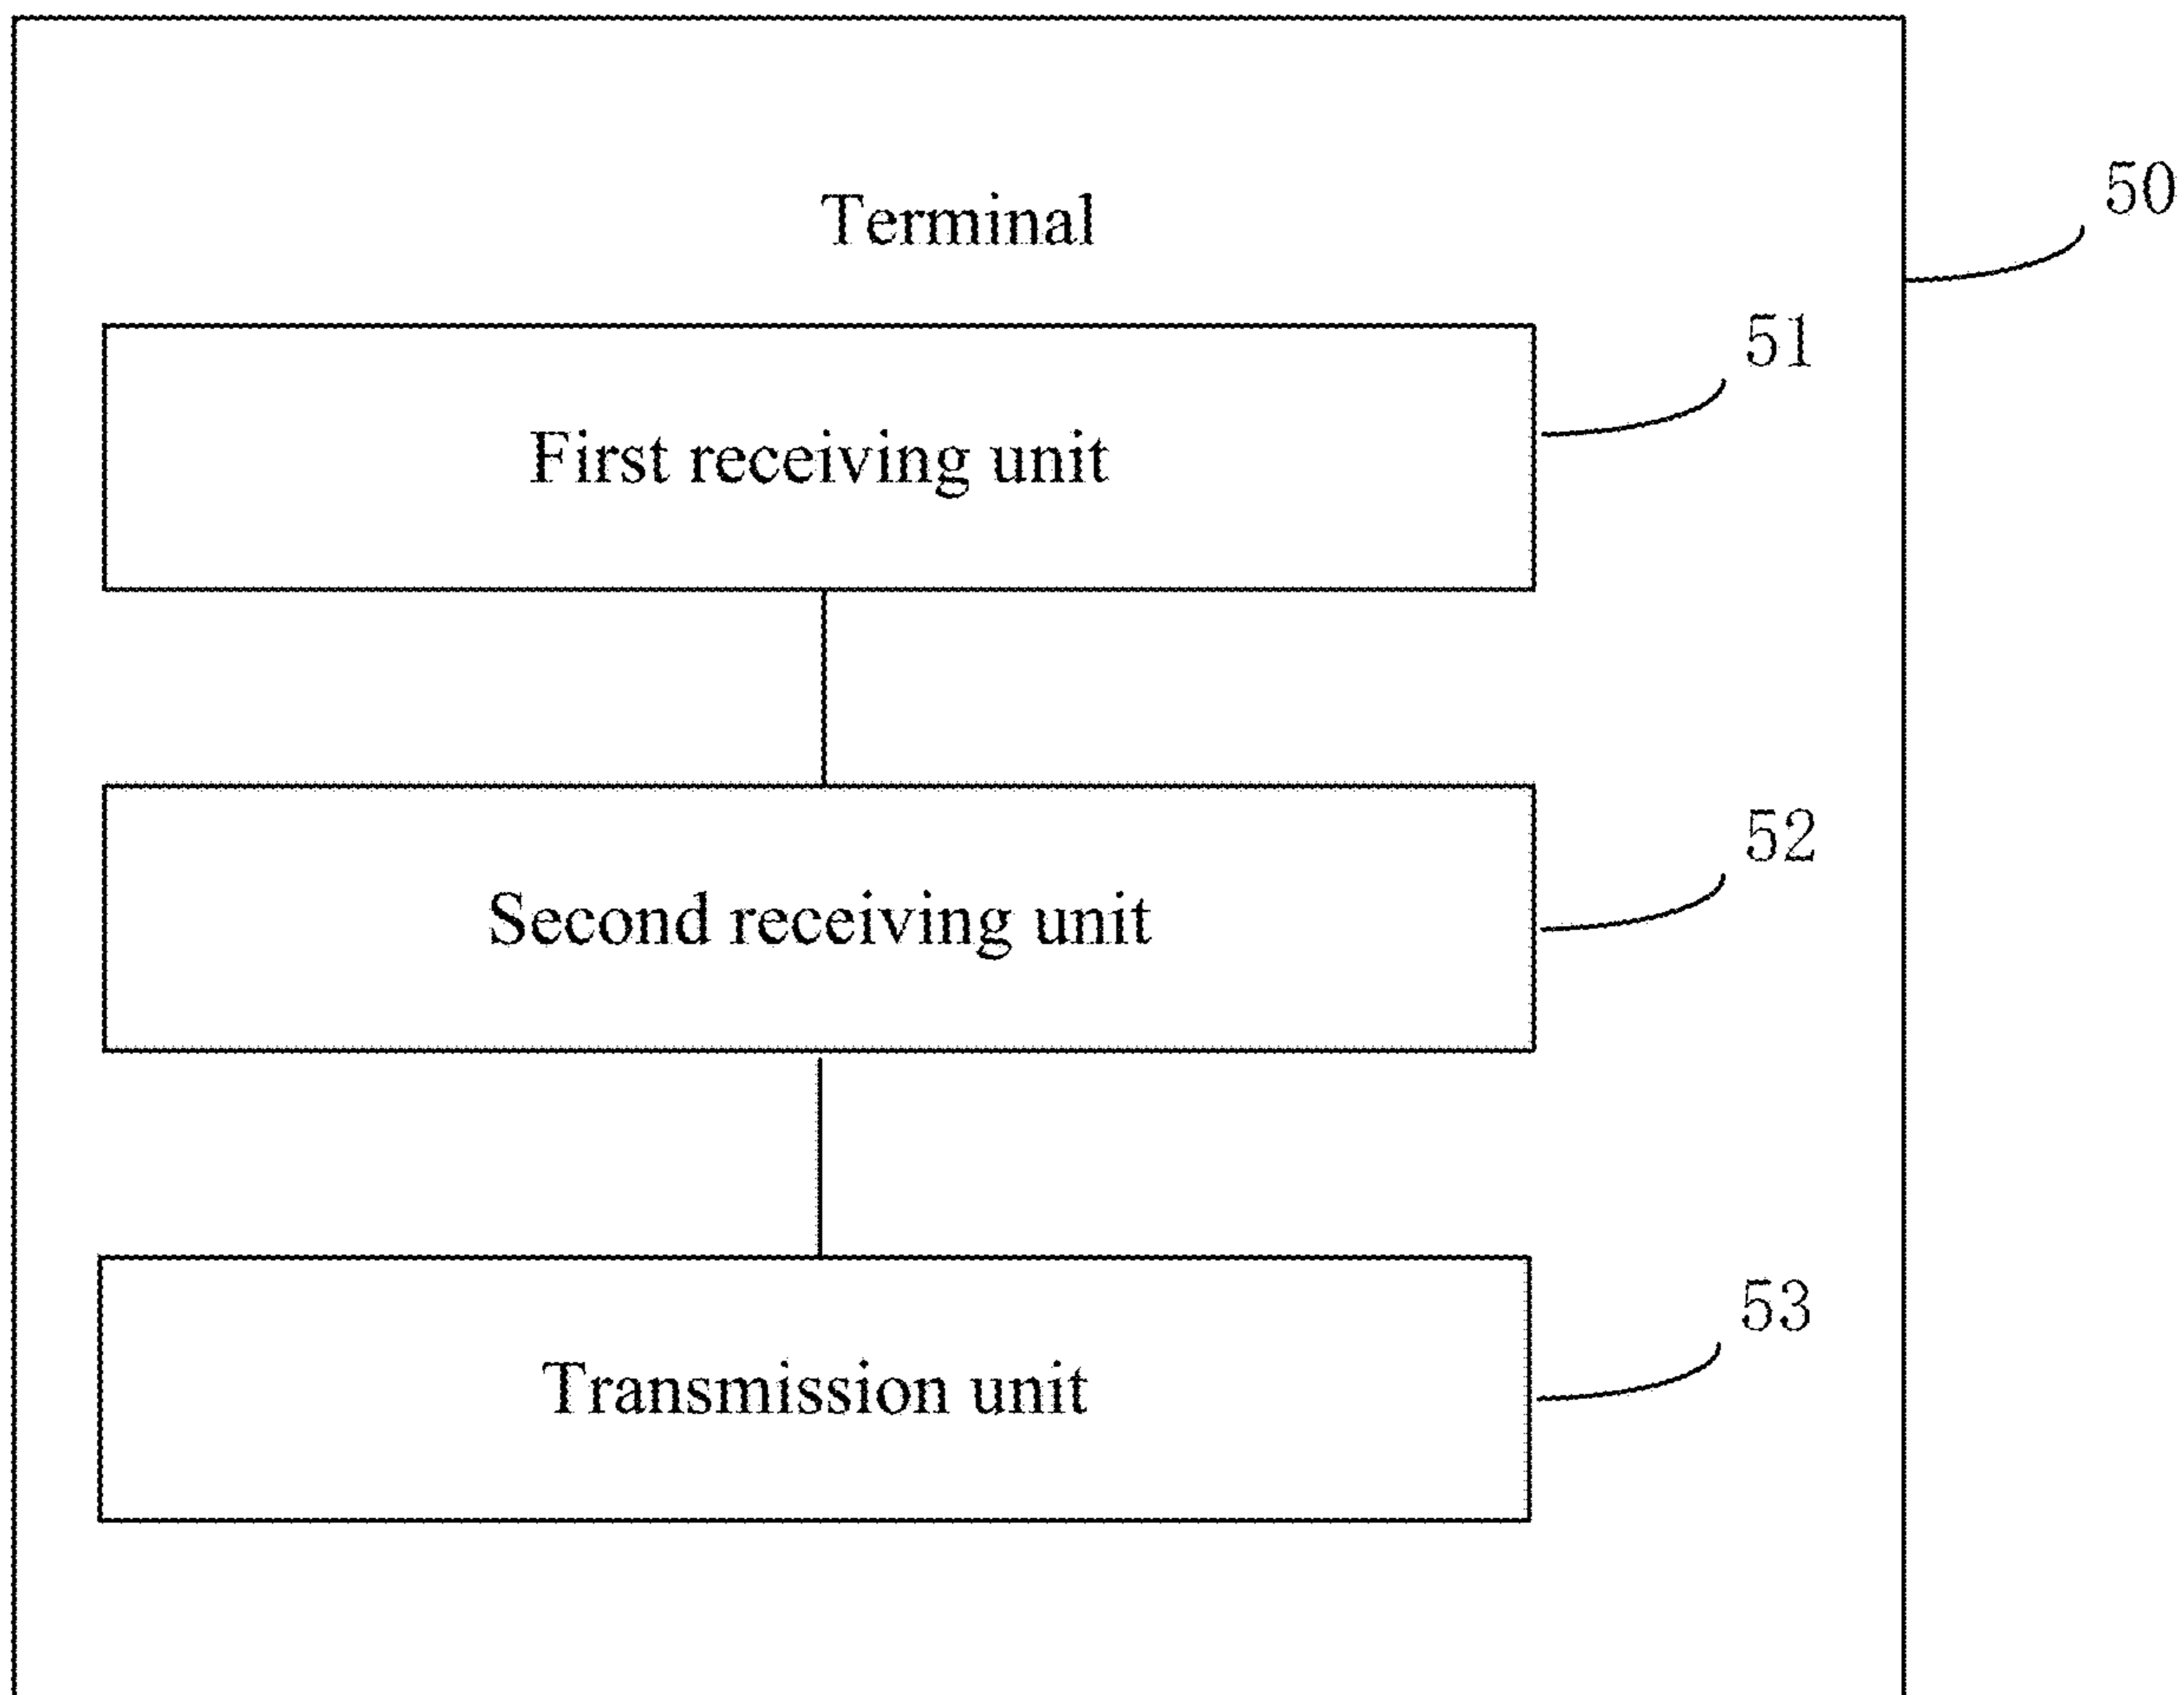 50
Terminal
51
First receiving unit
52
Second receiving unit
53
Transmission unit